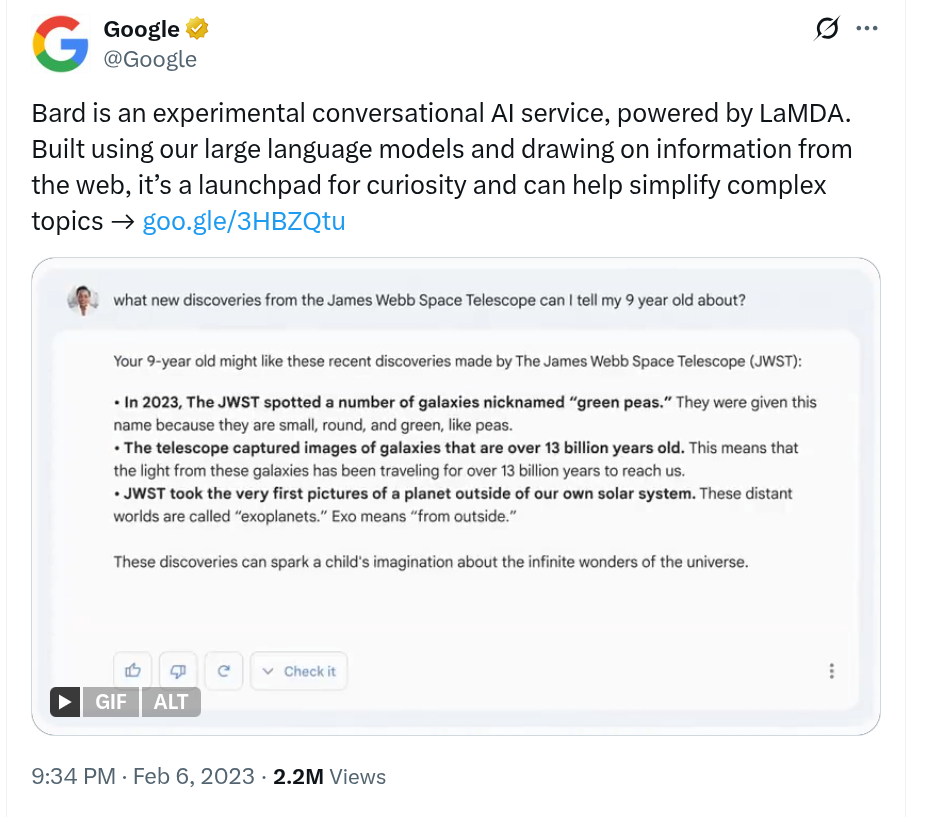 Google
@Google
Bard is an experimental conversational AI service, powered by LaMDA.
Built using our large language models and drawing on information from
the web, it’s a launchpad for curiosity and can help simplify complex
topics → goo.gle/3HBZQtu
what new discoveries from the James Webb Space Telescope can I tell my 9 year old about?
Your 9-year old might like these recent discoveries made by The James Webb Space Telescope (JWST):
• In 2023, The JWST spotted a number of galaxies nicknamed “green peas.” They were given this
name because they are small, round, and green, like peas.
• The telescope captured images of galaxies that are over 13 billion years old. This means that
the light from these galaxies has been traveling for over 13 billion years to reach us.
• JWST took the very first pictures of a planet outside of our own solar system. These distant
worlds are called “exoplanets.” Exo means “from outside.”
These discoveries can spark a child's imagination about the infinite wonders of the universe.
Check it
GIF ALT
9:34 PM · Feb 6, 2023 · 2.2M Views